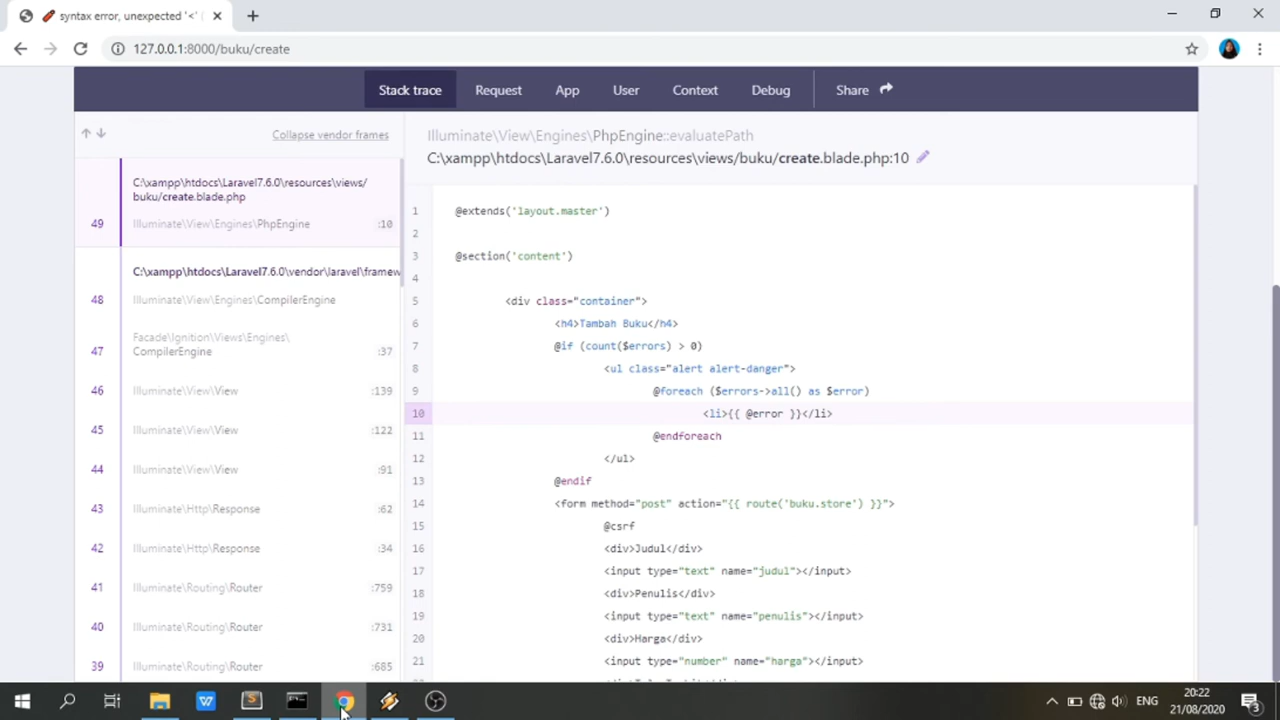 syntax error, unexpected '<' (
127.0.0.1:8000/buku/create
Stack trace
Request
App
User
Context
Debug
Share
Collapse vendor frames
C:\xampp\htdocs\Laravel7.6.0\resources\views/
buku/create.blade.php
49 Illuminate\View\Engines\PhpEngine :10
C:\xampp\htdocs\Laravel7.6.0\vendor\laravel\framew
48 Illuminate\View\Engines\CompilerEngine
Facade\Ignition\Views\Engines\
47 CompilerEngine :37
46 Illuminate\View\View :139
45 Illuminate\View\View :122
44 Illuminate\View\View :91
43 Illuminate\Http\Response :62
42 Illuminate\Http\Response :34
41 Illuminate\Routing\Router :759
40 Illuminate\Routing\Router :731
39 Illuminate\Routing\Router :685
Illuminate\View\Engines\PhpEngine::evaluatePath
C:\xampp\htdocs\Laravel7.6.0\resources\views/buku/create.blade.php:10
1 @extends('layout.master')
2
3 @section('content')
4
5 <div class="container">
6 <h4>Tambah Buku</h4>
7 @if (count($errors) > 0)
8 <ul class="alert alert-danger">
9 @foreach ($errors->all() as $error)
10 <li>{{ @error }}</li>
11 @endforeach
12 </ul>
13 @endif
14 <form method="post" action="{{ route('buku.store') }}">
15 @csrf
16 <div>Judul</div>
17 <input type="text" name="judul"></input>
18 <div>Penulis</div>
19 <input type="text" name="penulis"></input>
20 <div>Harga</div>
21 <input type="number" name="harga"></input>
ENG
20:22
21/08/2020
3